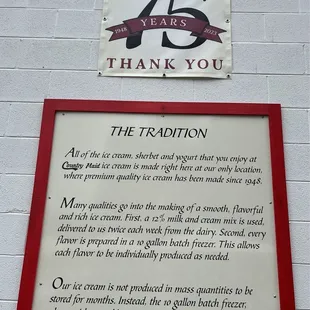 75
YEARS
1948 2023
THANK YOU
THE TRADITION
All of the ice cream, sherbet and yogurt that you enjoy at
Country Maid ice cream is made right here at our only location,
where premium quality ice cream has been made since 1948.
Many qualities go into the making of a smooth, flavorful
and rich ice cream. First, a 12% milk and cream mix is used,
delivered to us twice each week from the dairy. Second, every
flavor is prepared in a 10 gallon batch freezer. This allows
each flavor to be individually produced as needed.
Our ice cream is not produced in mass quantities to be
stored for months. Instead, the 10 gallon batch freezer,